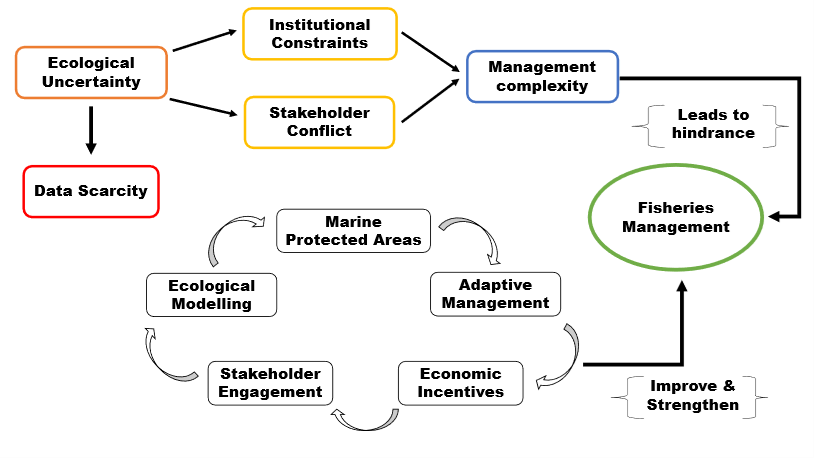 Institutional
Constraints
Ecological
Uncertainty
Management
complexity
Stakeholder
Conflict
Leads to
hindrance
Data Scarcity
Fisheries
Management
Marine
Protected Areas
Ecological
Modelling
Adaptive
Management
Stakeholder
Engagement
Economic
Incentives
Improve &
Strengthen